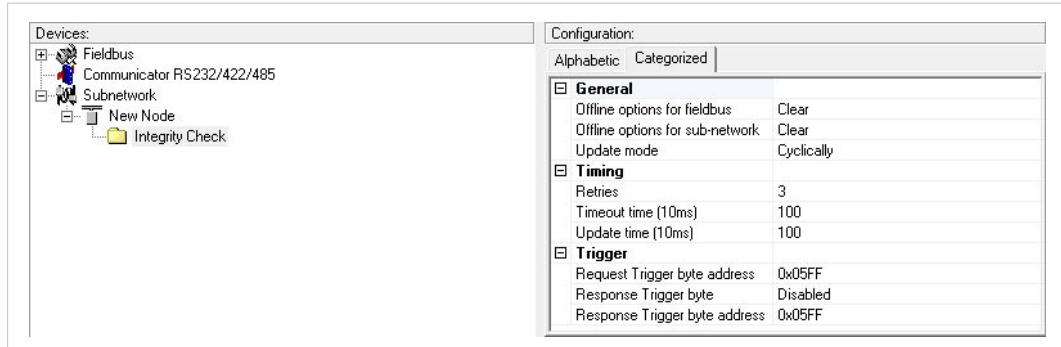 Devices:
Fieldbus
Communicator RS232/422/485
Subnetwork
New Node
Integrity Check
Configuration:
Alphabetic Categorized
General
Offline options for fieldbus Clear
Offline options for sub-network Clear
Update mode Cyclically
Timing
Retries 3
Timeout time (10ms) 100
Update time (10ms) 100
Trigger
Request Trigger byte address 0x05FF
Response Trigger byte Disabled
Response Trigger byte address 0x05FF